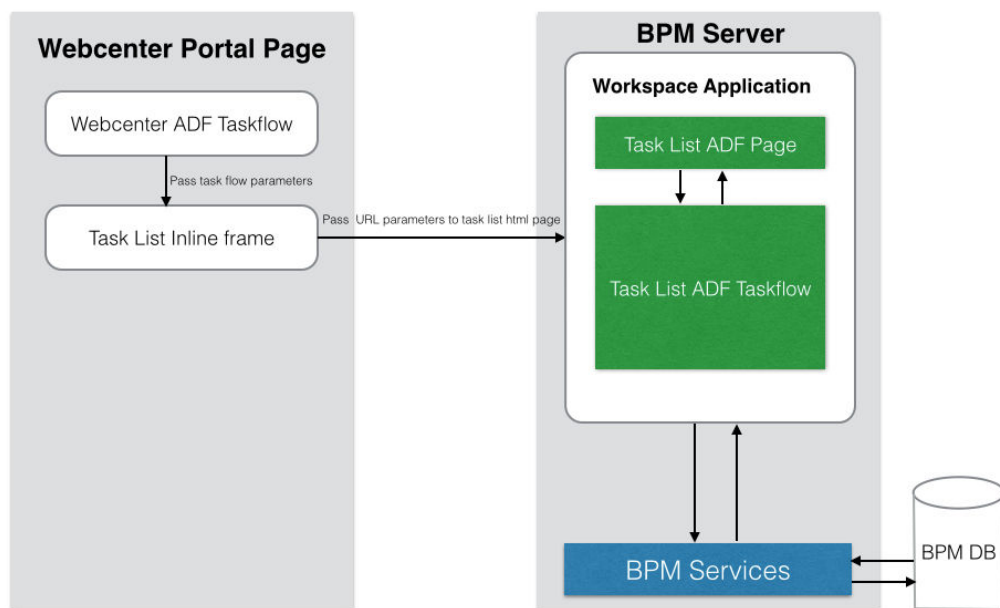 Webcenter Portal Page
Webcenter ADF Taskflow
Pass task flow parameters
Task List Inline frame
Pass URL parameters to task list html page
BPM Server
Workspace Application
Task List ADF Page
Task List ADF Taskflow
BPM Services
BPM DB